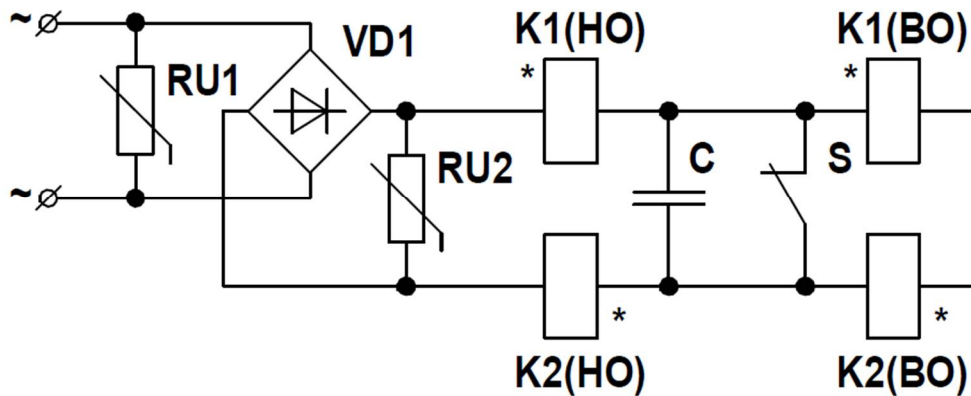 ~
K1(HO)
K1(BO)
VD1
*
*
RU1
C
S
RU2
~
*
*
K2(HO)
K2(BO)